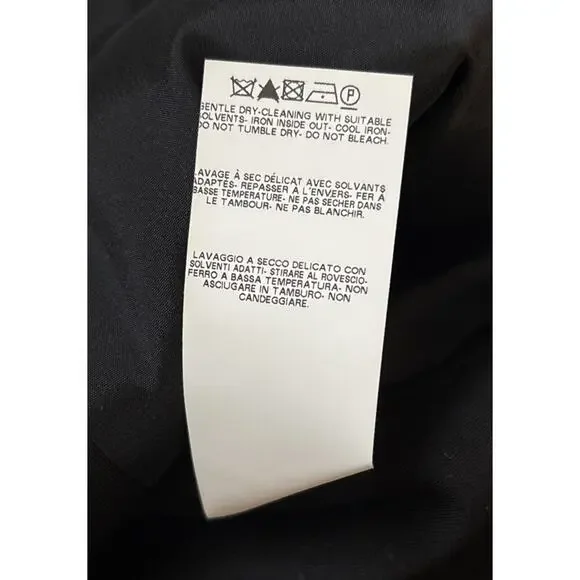 P
GENTLE DRY-CLEANING WITH SUITABLE
SOLVENTS- IRON INSIDE OUT- COOL IRON-
DO NOT TUMBLE DRY- DO NOT BLEACH.
LAVAGE À SEC DÉLICAT AVEC SOLVANTS
ADAPTÉS- REPASSER À L'ENVERS- FER À
BASSE TEMPERATURE- NE PAS SECHER DANS
LE TAMBOUR- NE PAS BLANCHIR.
LAVAGGIO A SECCO DELICATO CON
SOLVENTI ADATTI- STIRARE AL ROVESCIO-
FERRO A BASSA TEMPERATURA- NON
ASCIUGARE IN TAMBURO- NON
CANDEGGIARE.